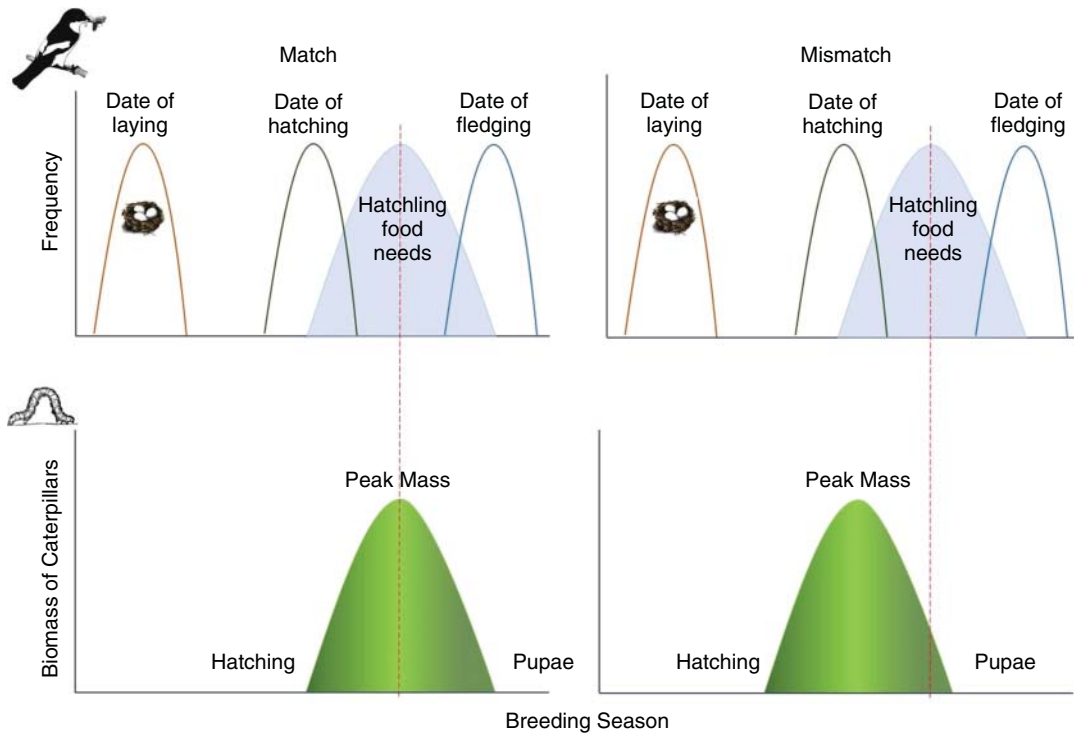 Match
Mismatch
Date of
laying
Date of
hatching
Date of
fledging
Hatchling
food
needs
Frequency
Date of
laying
Date of
hatching
Date of
fledging
Hatchling
food
needs
Biomass of Caterpillars
Peak Mass
Hatching
Pupae
Peak Mass
Hatching
Pupae
Breeding Season